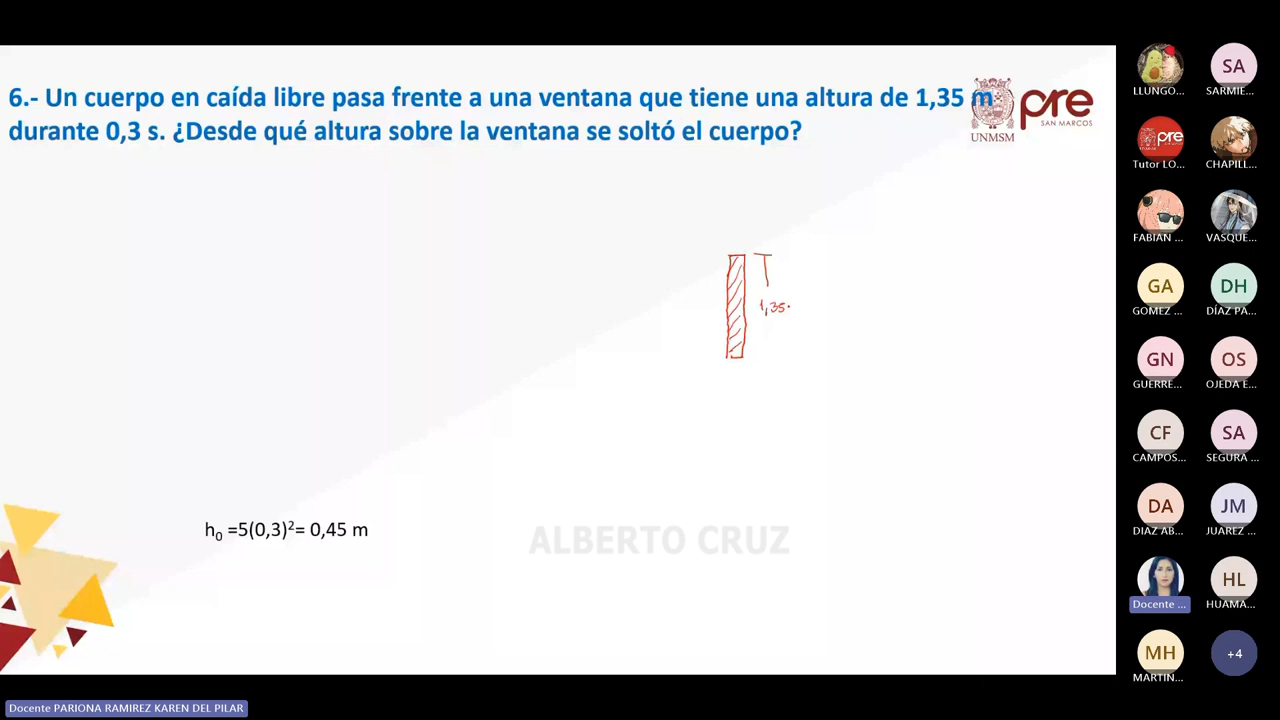 6.- Un cuerpo en caída libre pasa frente a una ventana que tiene una altura de 1,35 m
durante 0,3 s. ¿Desde qué altura sobre la ventana se soltó el cuerpo?
UNMSM
pre
SAN MARCOS
1,35
h₀ =5(0,3)²= 0,45 m
ALBERTO CRUZ
LLUNGO...
SA
SARMIE...
pre
Tutor LO...
CHAPILL...
FABIAN ...
VASQUE...
GA
GOMEZ ...
DH
DÍAZ PA...
GN
GUERRE...
OS
OJEDA E...
CF
CAMPOS...
SA
SEGURA ...
DA
DIAZ AB...
JM
JUAREZ ...
Docente ...
HL
HUAMA...
MH
MARTIN...
+4
Docente PARIONA RAMIREZ KAREN DEL PILAR